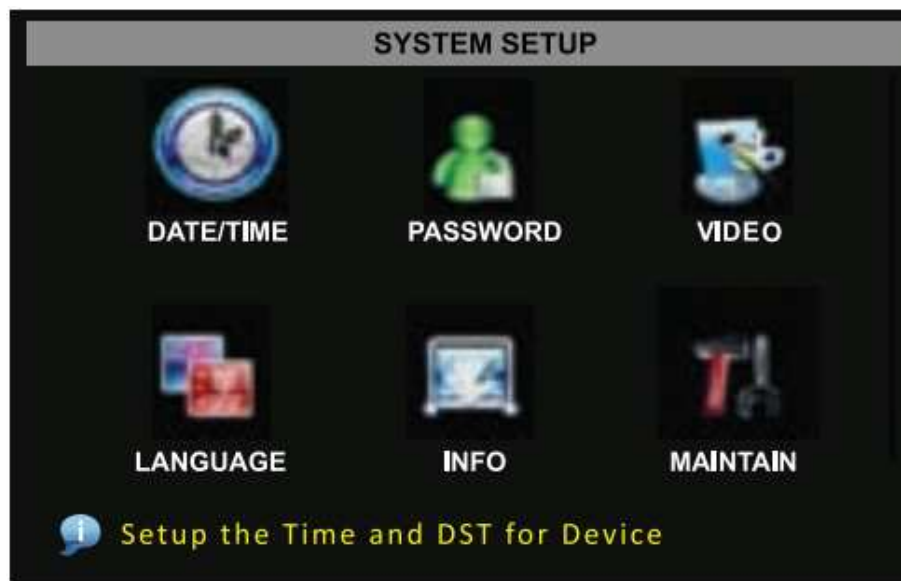 SYSTEM SETUP
DATE/TIME PASSWORD VIDEO
LANGUAGE INFO MAINTAIN
Setup the Time and DST for Device